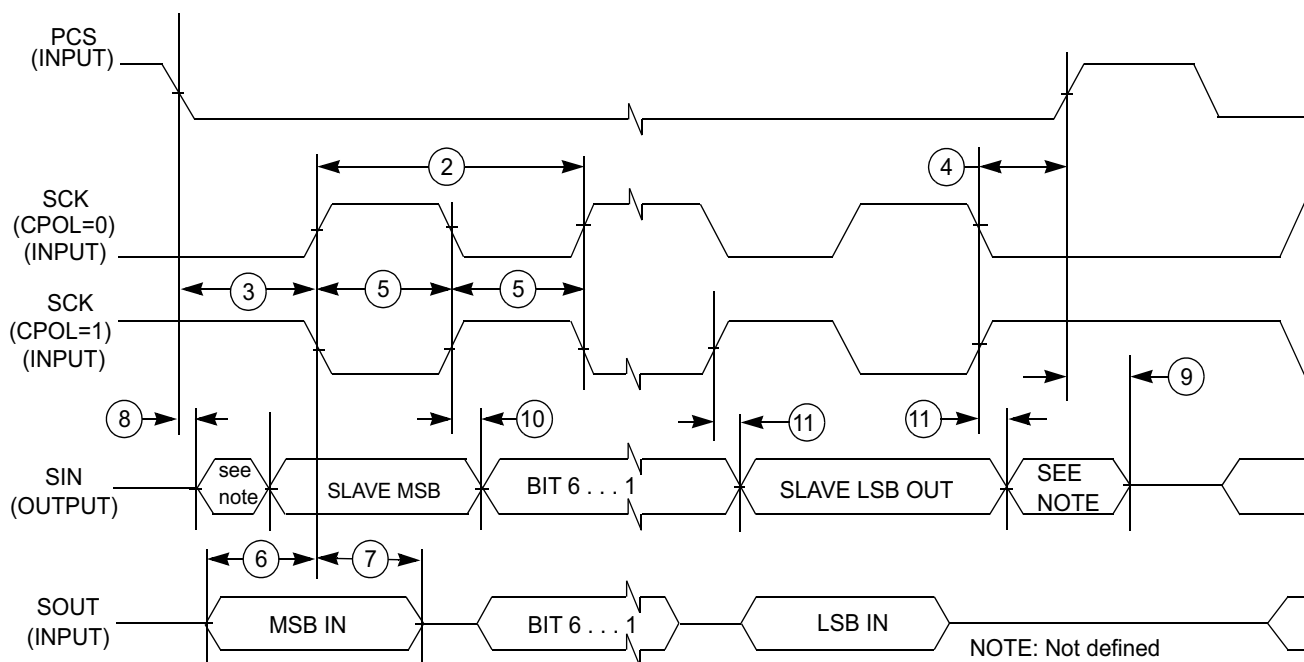 PCS
(INPUT)
2
4
SCK
(CPOL=0)
(INPUT)
3
5
5
SCK
(CPOL=1)
(INPUT)
9
8
10
11
11
SIN
(OUTPUT)
see
note
SLAVE MSB
BIT 6 . . . 1
SLAVE LSB OUT
SEE
NOTE
6
7
SOUT
(INPUT)
MSB IN
BIT 6 . . . 1
LSB IN
NOTE: Not defined